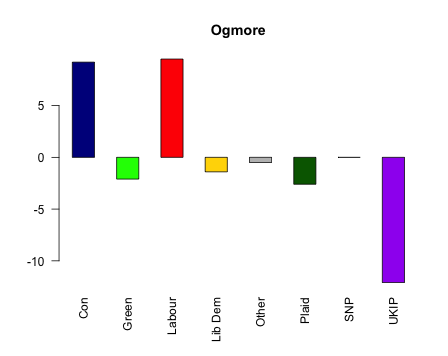 Ogmore
5
0
-5
-10
Con
Green
Labour
Lib Dem
Other
Plaid
SNP
UKIP